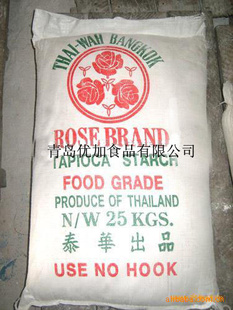 THAI-WAH BANGKOK
ROSE BRAND
青岛优加食品有限公司
TAPIOCA STARCH
FOOD GRADE
PRODUCE OF THAILAND
N/W 25 KGS.
泰華出品
USE NO HOOK